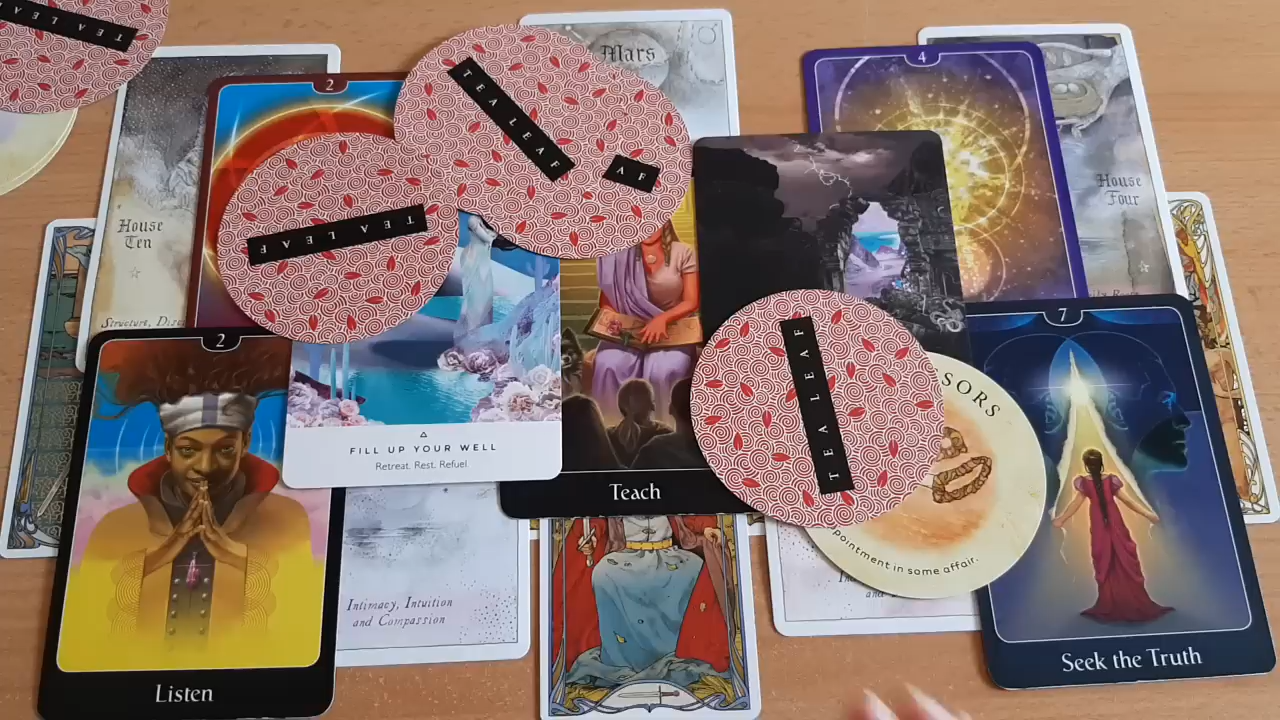 TEA LEAF
Mars
2
4
TEA LEAF
AF
House
Ten
House
Four
TEA LEAF
Structure,
2
7
TEA LEAF
SSORS
FILL UP YOUR WELL
Retreat. Rest. Refuel.
Teach
pointment in some affair.
Intimacy, Intuition
and Compassion
Seek the Truth
Listen